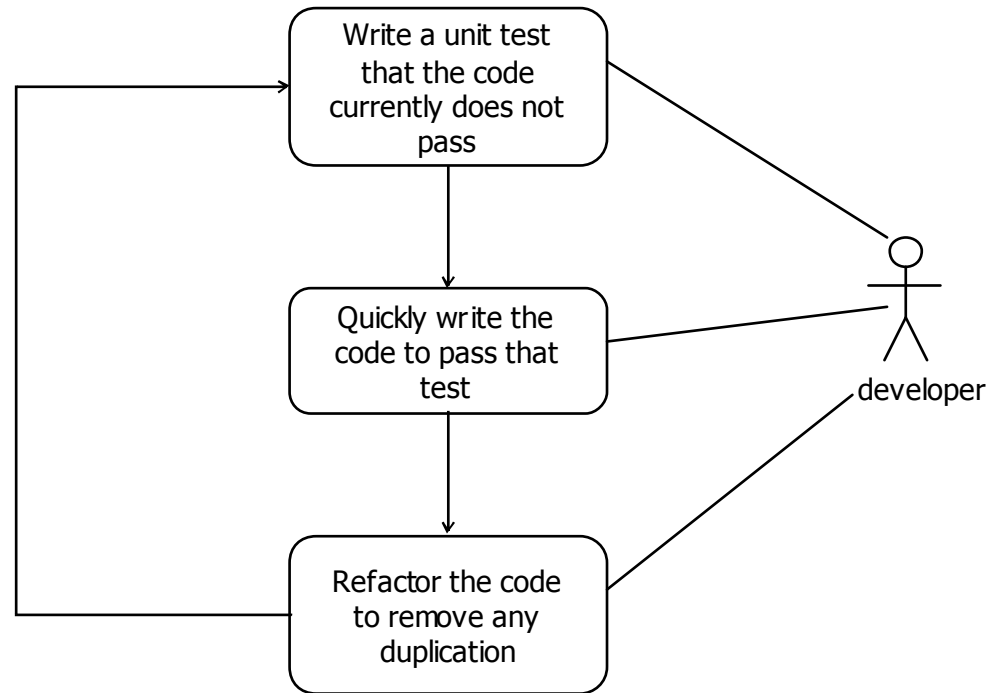 Write a unit test
that the code
currently does not
pass
Quickly write the
code to pass that
test
developer
Refactor the code
to remove any
duplication